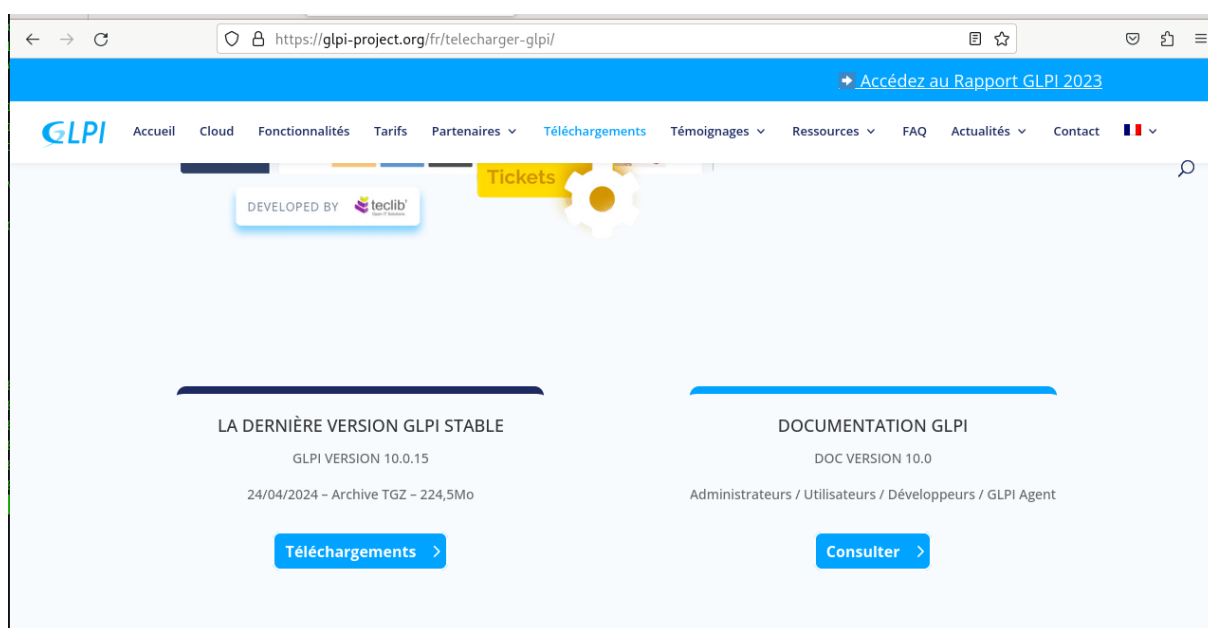 https://glpi-project.org/fr/telecharger-glpi/
Accédez au Rapport GLPI 2023
GLPI Accueil Cloud Fonctionnalités Tarifs Partenaires Téléchargements Témoignages Ressources FAQ Actualités Contact
Tickets
DEVELOPED BY teclib'
LA DERNIÈRE VERSION GLPI STABLE
GLPI VERSION 10.0.15
24/04/2024 – Archive TGZ – 224,5Mo
Téléchargements
DOCUMENTATION GLPI
DOC VERSION 10.0
Administrateurs / Utilisateurs / Développeurs / GLPI Agent
Consulter